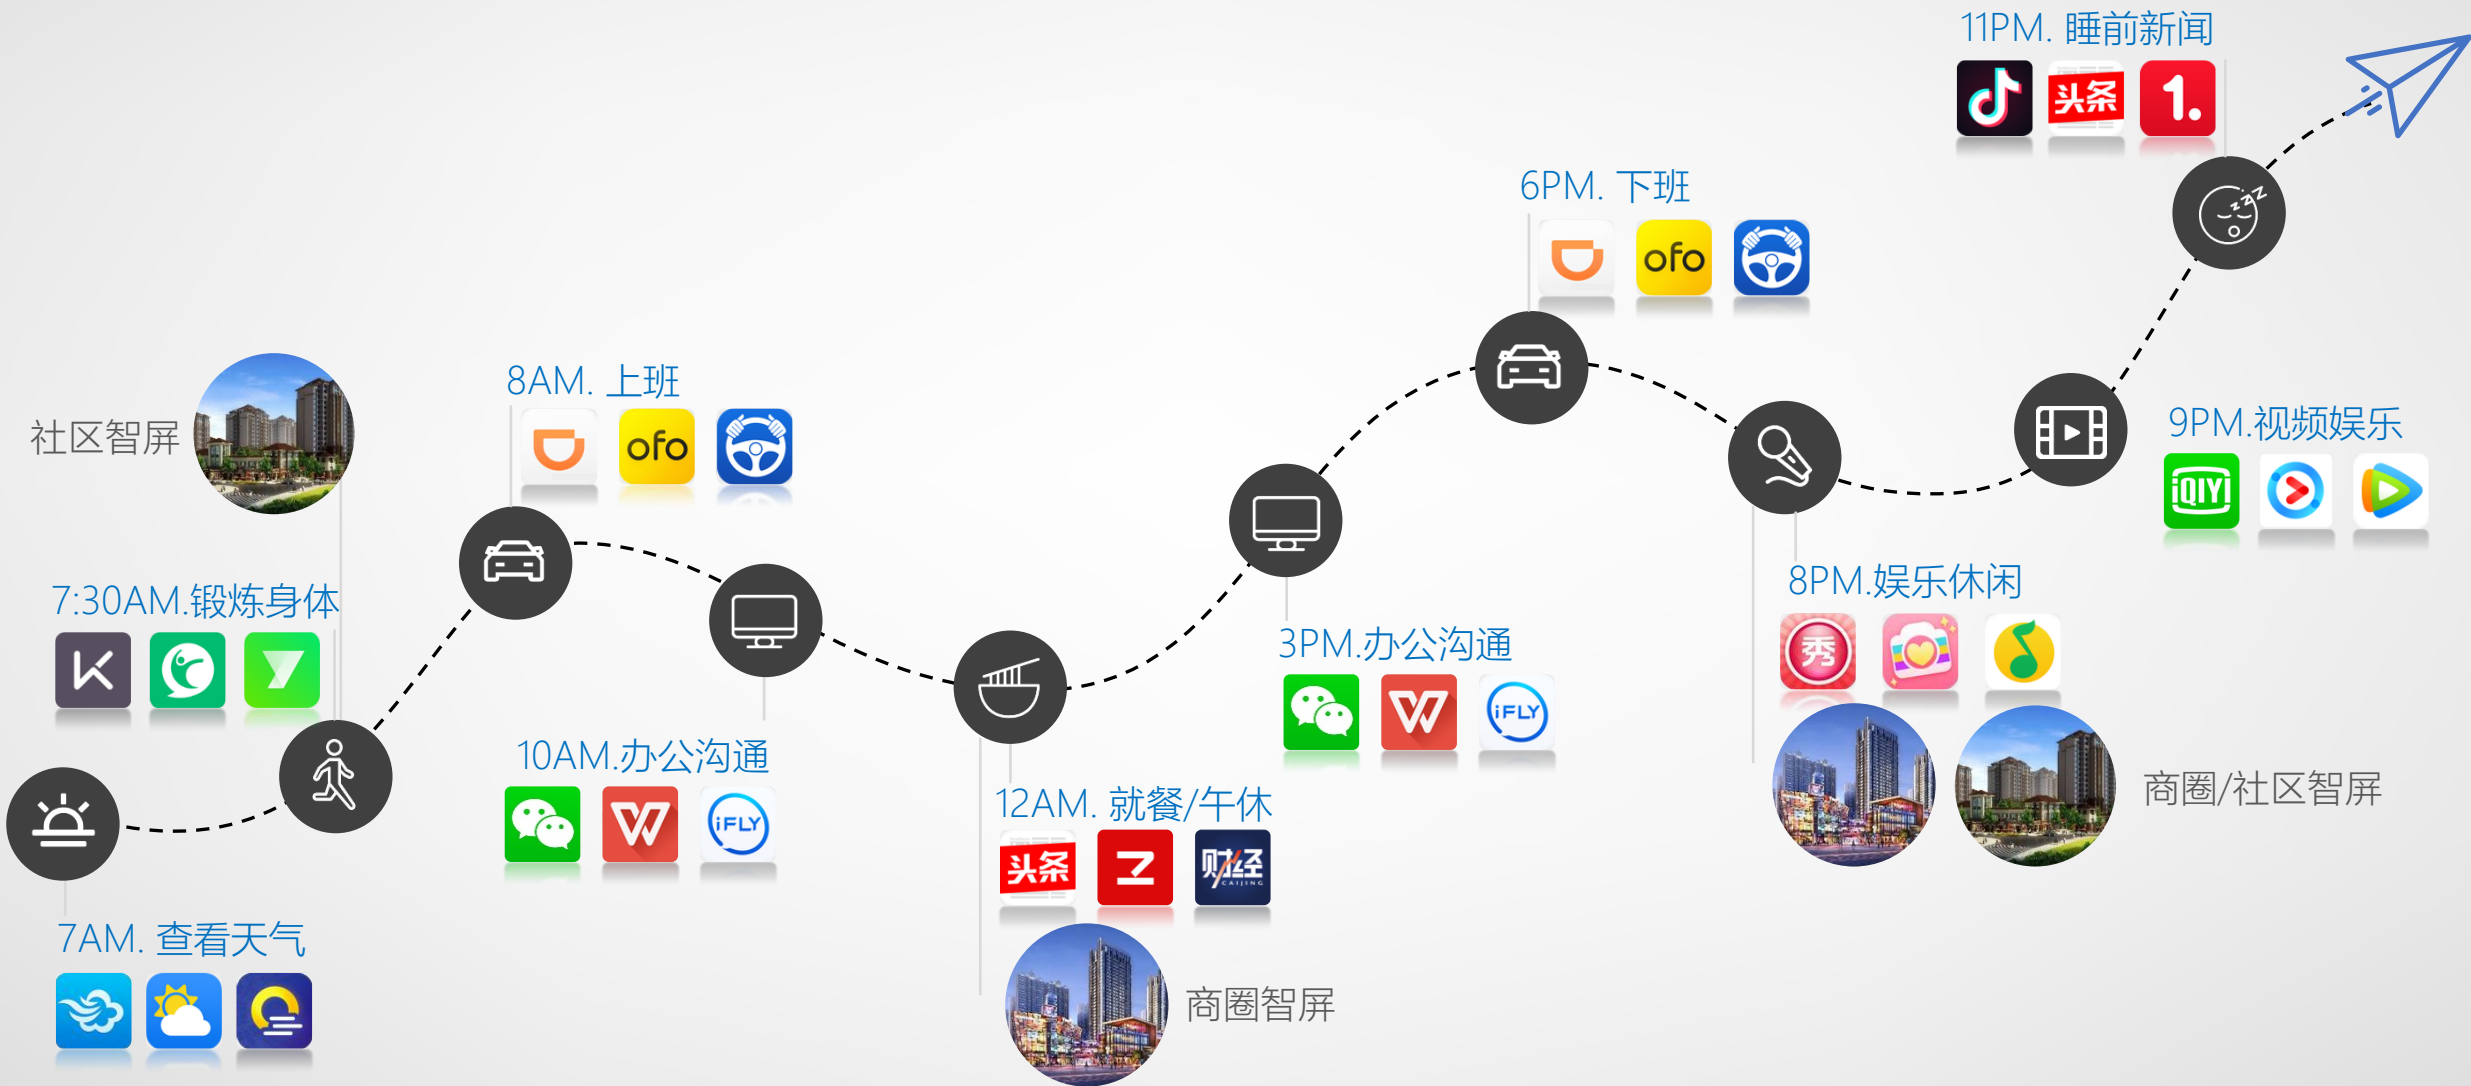 11PM. 睡前新闻
头条
1.
6PM. 下班
ofo
8AM. 上班
ofo
社区智屏
9PM.视频娱乐
iQIYI
7:30AM.锻炼身体
8PM.娱乐休闲
秀
3PM.办公沟通
iFLY
10AM.办公沟通
iFLY
12AM. 就餐/午休
头条
财经
CAIJING
商圈/社区智屏
7AM. 查看天气
商圈智屏
zzZZ